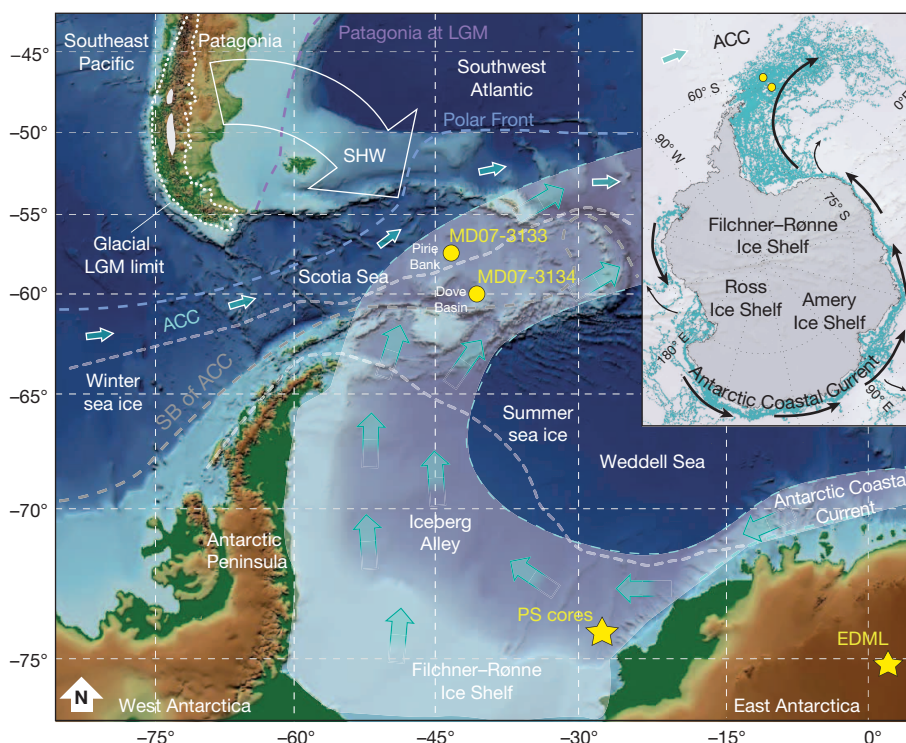 −45°
−50°
−55°
−60°
−65°
−70°
−75°
−75°
−60°
−45°
−30°
−15°
0°
Southeast
Pacific
Patagonia
Patagonia at LGM
Southwest
Atlantic
Polar Front
SHW
Glacial
LGM limit
MD07-3133
Pirie
Bank
Scotia Sea
MD07-3134
Dove
Basin
ACC
Winter
sea ice
SB of ACC
Summer
sea ice
Weddell Sea
Antarctic Coastal
Current
Iceberg
Alley
Antarctic
Peninsula
PS cores
EDML
Filchner–Rønne
Ice Shelf
N
West Antarctica
East Antarctica
ACC
60° S
0°E
90° W
75° S
Filchner–Rønne
Ice Shelf
Ross
Ice Shelf
Amery
Ice Shelf
180° E
Antarctic Coastal Current
90° E